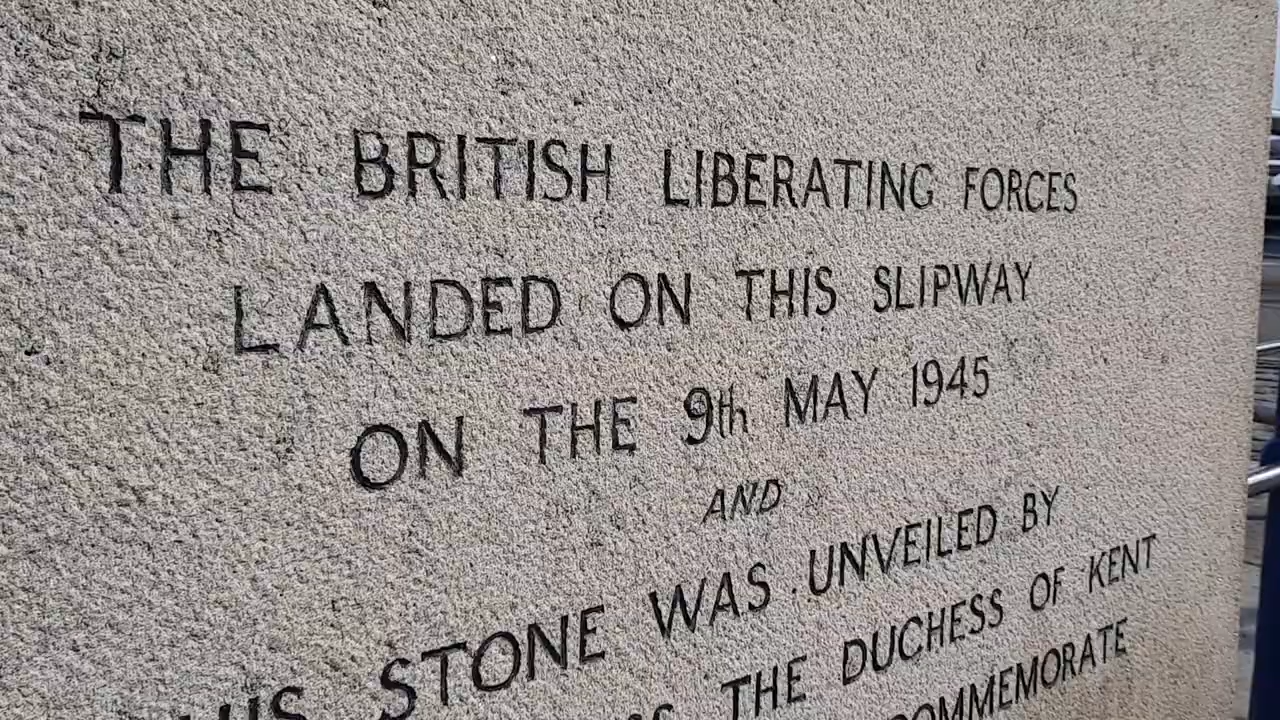 THE BRITISH LIBERATING FORCES
LANDED ON THIS SLIPWAY
ON THE 9th MAY 1945
AND
STONE WAS UNVEILED BY
THE DUCHESS OF KENT
COMMEMORATE